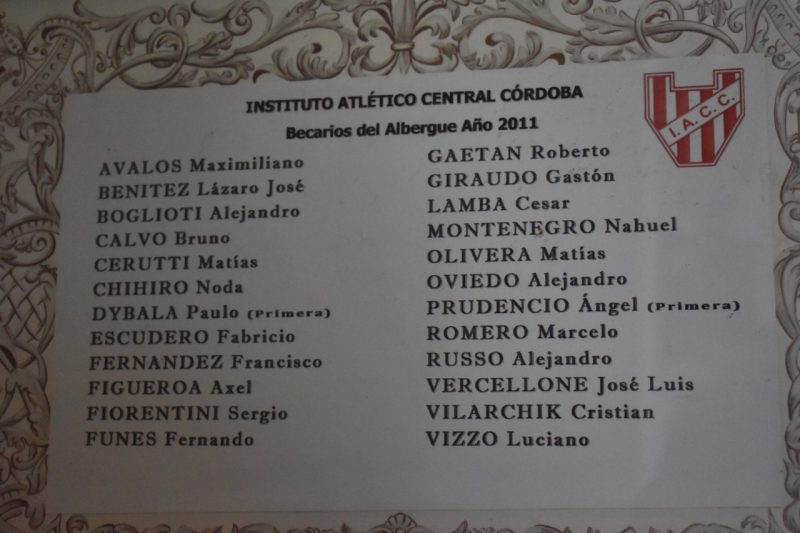 INSTITUTO ATLÉTICO CENTRAL CÓRDOBA
Becarios del Albergue Año 2011
I.A.C.C.
AVALOS Maximiliano
BENITEZ Lázaro José
BOGLIOTI Alejandro
CALVO Bruno
CERUTTI Matías
CHIHIRO Noda
DYBALA Paulo (Primera)
ESCUDERO Fabricio
FERNANDEZ Francisco
FIGUEROA Axel
FIORENTINI Sergio
FUNES Fernando
GAETAN Roberto
GIRAUDO Gastón
LAMBA Cesar
MONTENEGRO Nahuel
OLIVERA Matías
OVIEDO Alejandro
PRUDENCIO Ángel (Primera)
ROMERO Marcelo
RUSSO Alejandro
VERCELLONE José Luis
VILARCHIK Cristian
VIZZO Luciano